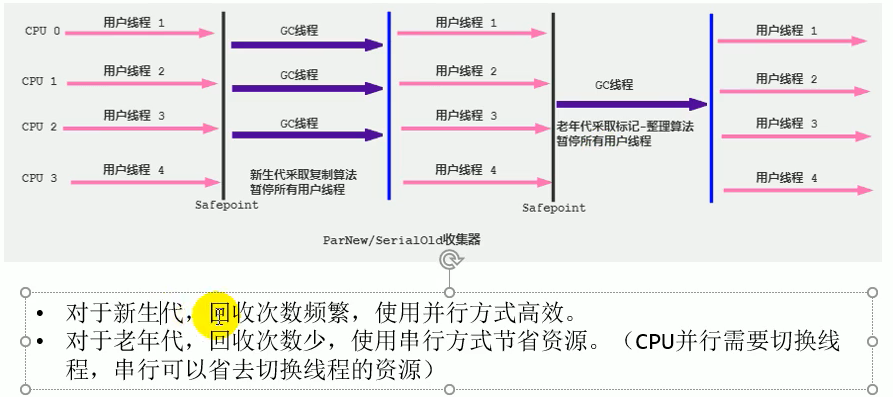 CPU 0 用户线程 1 GC线程 用户线程 1 用户线程 1
CPU 1 用户线程 2 GC线程 用户线程 2 GC线程 用户线程 2
CPU 2 用户线程 3 GC线程 用户线程 3 老年代采取标记-整理算法 用户线程 3
暂停所有用户线程
CPU 3 用户线程 4 新生代采取复制算法 用户线程 4 用户线程 4
暂停所有用户线程
Safepoint Safepoint
ParNew/SerialOld收集器
• 对于新生代，回收次数频繁，使用并行方式高效。
• 对于老年代，回收次数少，使用串行方式节省资源。（CPU并行需要切换线
程，串行可以省去切换线程的资源）